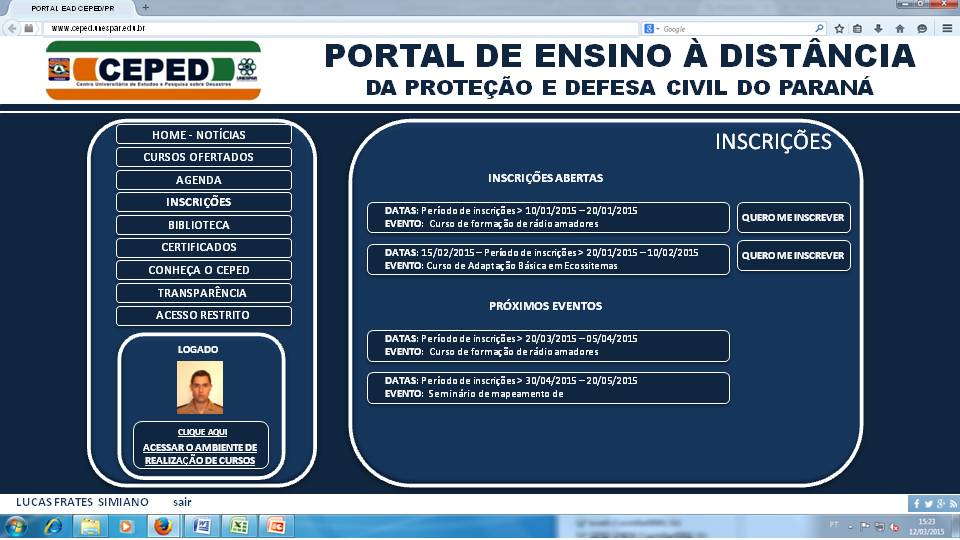 PORTAL EAD CEPED/PR
www.ceped.unespar.edu.br
Google
CEPED
UNESPAR
Centro Universitário de Estudos e Pesquisa sobre Desastres
PORTAL DE ENSINO À DISTÂNCIA
DA PROTEÇÃO E DEFESA CIVIL DO PARANÁ
HOME - NOTÍCIAS
CURSOS OFERTADOS
AGENDA
INSCRIÇÕES
BIBLIOTECA
CERTIFICADOS
CONHEÇA O CEPED
TRANSPARÊNCIA
ACESSO RESTRITO
LOGADO
CLIQUE AQUI
ACESSAR O AMBIENTE DE
REALIZAÇÃO DE CURSOS
INSCRIÇÕES
INSCRIÇÕES ABERTAS
DATAS: Período de inscrições > 10/01/2015 – 20/01/2015
EVENTO: Curso de formação de rádio amadores
QUERO ME INSCREVER
DATAS: 15/02/2015 – Período de inscrições > 20/01/2015 – 10/02/2015
EVENTO: Curso de Adaptação Básica em Ecossitemas
QUERO ME INSCREVER
PRÓXIMOS EVENTOS
DATAS: Período de inscrições > 20/03/2015 – 05/04/2015
EVENTO: Curso de formação de rádio amadores
DATAS: Período de inscrições > 30/04/2015 – 20/05/2015
EVENTO: Seminário de mapeamento de
LUCAS FRATES SIMIANO sair
PT
15:23
12/03/2015